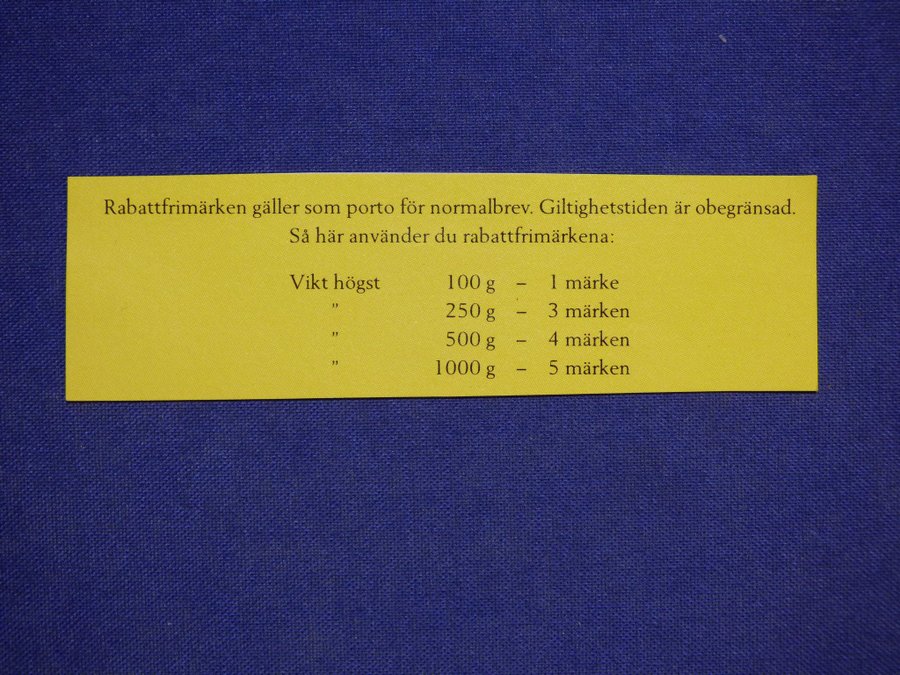 Rabattfrimärken gäller som porto för normalbrev. Giltighetstiden är obegränsad.
Så här använder du rabattfrimärkena:
Vikt högst 100 g – 1 märke
” 250 g – 3 märken
” 500 g – 4 märken
” 1000 g – 5 märken